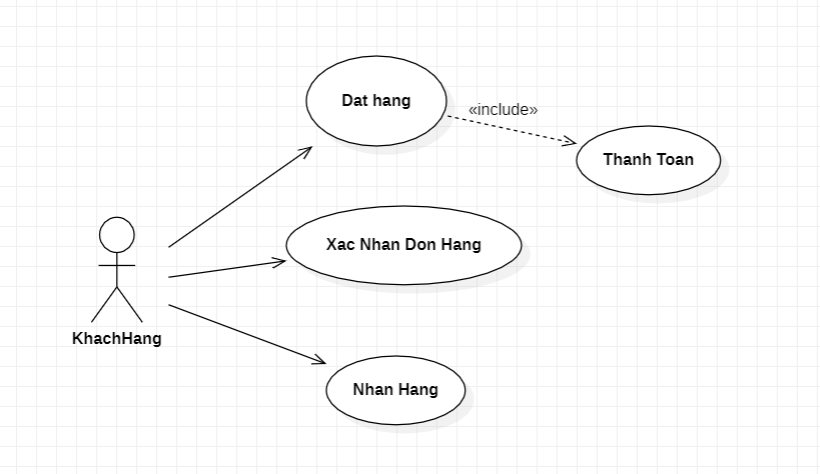 Dat hang
«include»
Thanh Toan
Xac Nhan Don Hang
KhachHang
Nhan Hang